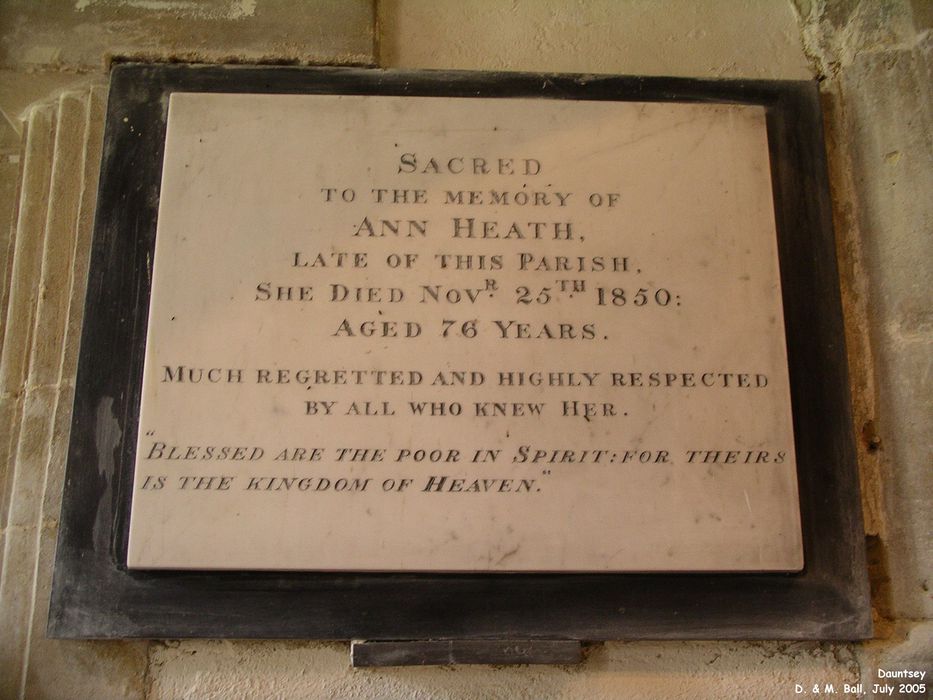 SACRED
TO THE MEMORY OF
ANN HEATH,
LATE OF THIS PARISH,
SHE DIED NOVR. 25TH. 1850:
AGED 76 YEARS.
MUCH REGRETTED AND HIGHLY RESPECTED
BY ALL WHO KNEW HER.
"BLESSED ARE THE POOR IN SPIRIT: FOR THEIRS
IS THE KINGDOM OF HEAVEN."
Dauntsey
D. & M. Ball, July 2005